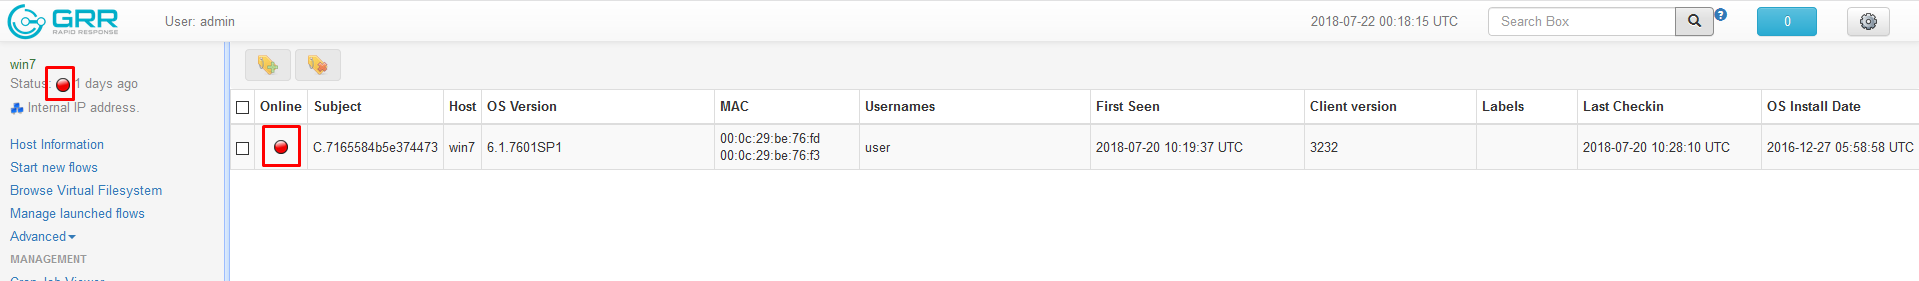 GRR
RAPID RESPONSE
User: admin
2018-07-22 00:18:15 UTC
Search Box
?
0
win7
Status: 1 days ago
Internal IP address.
Host Information
Start new flows
Browse Virtual Filesystem
Manage launched flows
Advanced
MANAGEMENT
Cron Job Viewer
Online Subject Host OS Version MAC Usernames First Seen Client version Labels Last Checkin OS Install Date
C.7165584b5e374473 win7 6.1.7601SP1 00:0c:29:be:76:fd user 2018-07-20 10:19:37 UTC 3232 2018-07-20 10:28:10 UTC 2016-12-27 05:58:58 UTC
00:0c:29:be:76:f3